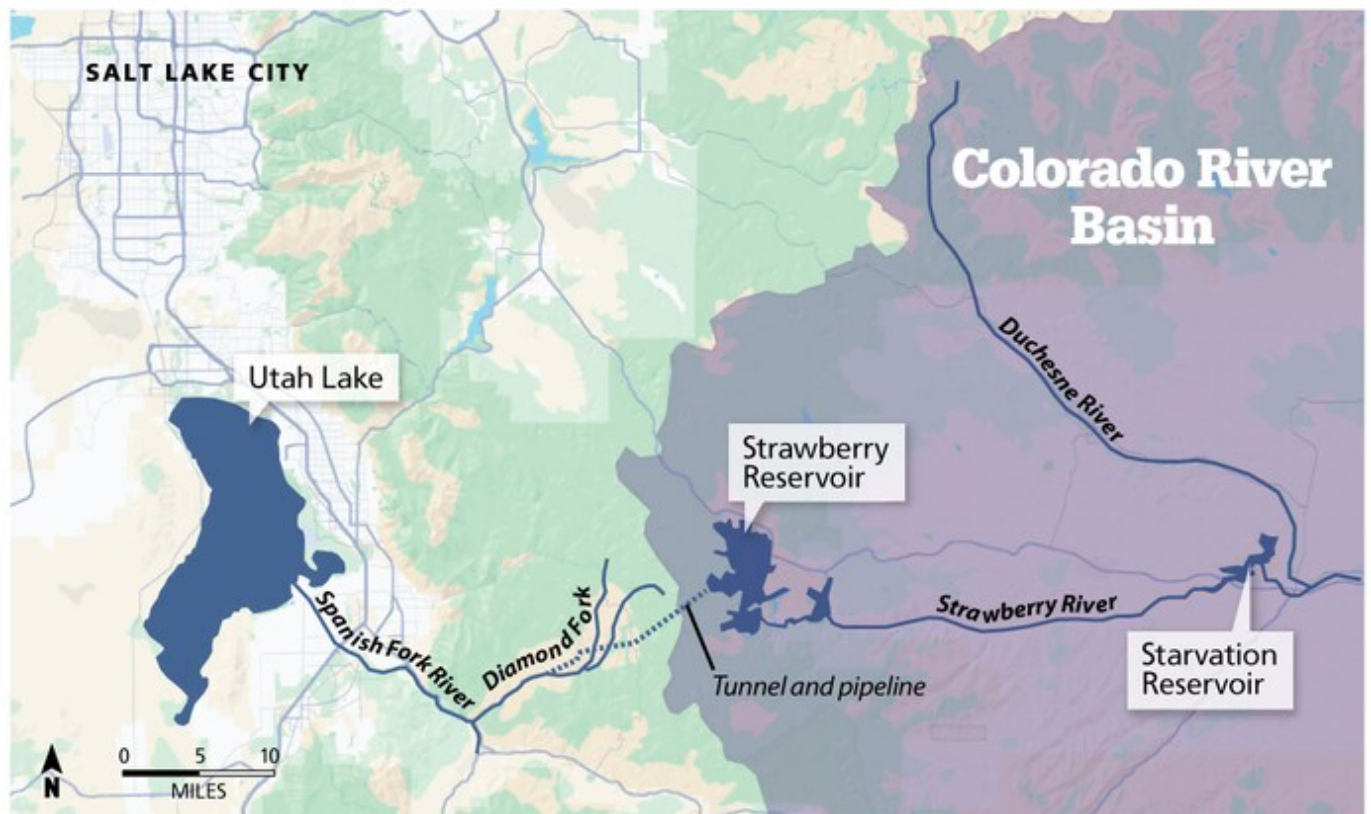 SALT LAKE CITY
Colorado River
Basin
Duchesne River
Utah Lake
Strawberry
Reservoir
Spanish Fork River
Diamond Fork
Strawberry River
Tunnel and pipeline
Starvation
Reservoir
0 5 10
MILES
N